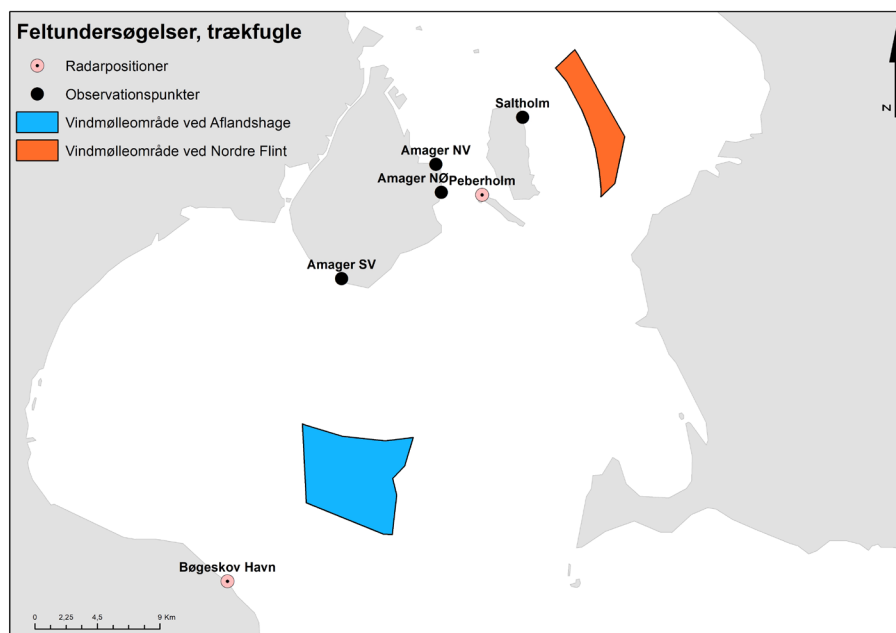 Feltundersøgelser, trækfugle
Radarpositioner
Observationspunkter
Vindmølleområde ved Aflandshage
Vindmølleområde ved Nordre Flint
N
Saltholm
Amager NV
Amager NØ
Peberholm
Amager SV
Bøgeskov Havn
0 2,25 4,5 9 Km